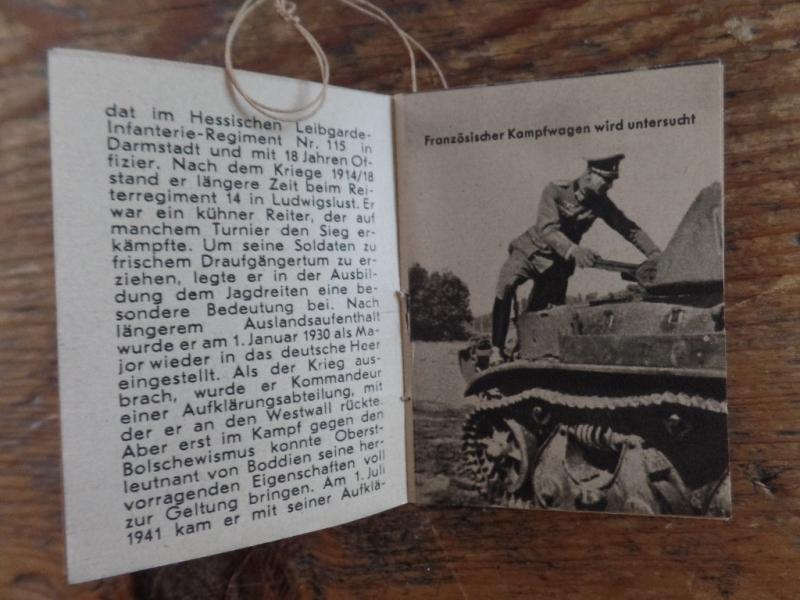 dat im Hessischen Leibgarde-
Infanterie-Regiment Nr. 115 in
Darmstadt und mit 18 Jahren Of-
fizier. Nach dem Kriege 1914/18
stand er längere Zeit beim Rei-
terregiment 14 in Ludwigslust. Er
war ein kühner Reiter, der auf
manchem Turnier den Sieg er-
kämpfte. Um seine Soldaten zu
frischem Draufgängertum zu er-
ziehen, legte er in der Ausbil-
dung dem Jagdreiten eine be-
sondere Bedeutung bei. Nach
längerem Auslandsaufenthalt
wurde er am 1. Januar 1930 als Ma-
jor wieder in das deutsche Heer
eingestellt. Als der Krieg aus-
brach, wurde er Kommandeur
einer Aufklärungsabteilung, mit
der er an den Westwall rückte.
Aber erst im Kampf gegen den
Bolschewismus konnte Oberst-
leutnant von Boddien seine her-
vorragenden Eigenschaften voll
zur Geltung bringen. Am 1. Juli
1941 kam er mit seiner Aufklä-
Französischer Kampfwagen wird untersucht